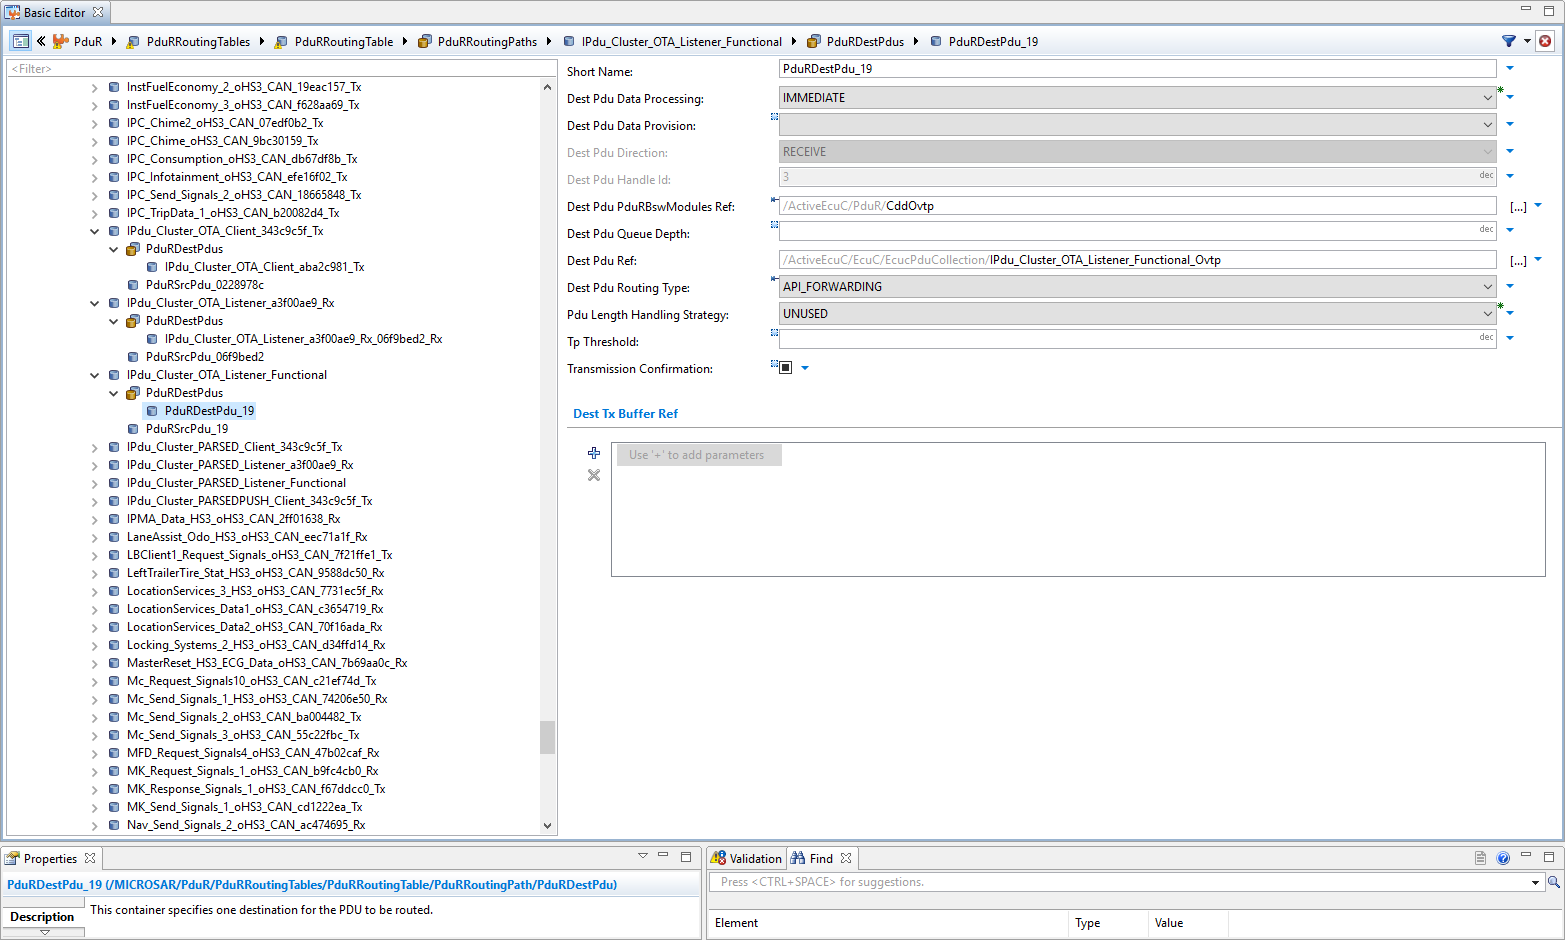 Basic Editor
PduR PduRRoutingTables PduRRoutingTable PduRRoutingPaths IPdu_Cluster_OTA_Listener_Functional PduRDestPdus PduRDestPdu_19
<Filter>
InstFuelEconomy_2_oHS3_CAN_19eac157_Tx
InstFuelEconomy_3_oHS3_CAN_f628aa69_Tx
IPC_Chime2_oHS3_CAN_07edf0b2_Tx
IPC_Chime_oHS3_CAN_9bc30159_Tx
IPC_Consumption_oHS3_CAN_db67df8b_Tx
IPC_Infotainment_oHS3_CAN_efe16f02_Tx
IPC_Send_Signals_2_oHS3_CAN_18665848_Tx
IPC_TripData_1_oHS3_CAN_b20082d4_Tx
IPdu_Cluster_OTA_Client_343c9c5f_Tx
PduRDestPdus
IPdu_Cluster_OTA_Client_aba2c981_Tx
PduRSrcPdu_0228978c
IPdu_Cluster_OTA_Listener_a3f00ae9_Rx
PduRDestPdus
IPdu_Cluster_OTA_Listener_a3f00ae9_Rx_06f9bed2_Rx
PduRSrcPdu_06f9bed2
IPdu_Cluster_OTA_Listener_Functional
PduRDestPdus
PduRDestPdu_19
PduRSrcPdu_19
IPdu_Cluster_PARSED_Client_343c9c5f_Tx
IPdu_Cluster_PARSED_Listener_a3f00ae9_Rx
IPdu_Cluster_PARSED_Listener_Functional
IPdu_Cluster_PARSEDPUSH_Client_343c9c5f_Tx
IPMA_Data_HS3_oHS3_CAN_2ff01638_Rx
LaneAssist_Odo_HS3_oHS3_CAN_eec71a1f_Rx
LBClient1_Request_Signals_oHS3_CAN_7f21ffe1_Tx
LeftTrailerTire_Stat_HS3_oHS3_CAN_9588dc50_Rx
LocationServices_3_HS3_oHS3_CAN_7731ec5f_Rx
LocationServices_Data1_oHS3_CAN_c3654719_Rx
LocationServices_Data2_oHS3_CAN_70f16ada_Rx
Locking_Systems_2_HS3_oHS3_CAN_d34ffd14_Rx
MasterReset_HS3_ECG_Data_oHS3_CAN_7b69aa0c_Rx
Mc_Request_Signals10_oHS3_CAN_c21ef74d_Tx
Mc_Send_Signals_1_HS3_oHS3_CAN_74206e50_Rx
Mc_Send_Signals_2_oHS3_CAN_ba004482_Tx
Mc_Send_Signals_3_oHS3_CAN_55c22fbc_Tx
MFD_Request_Signals4_oHS3_CAN_47b02caf_Rx
MK_Request_Signals_1_oHS3_CAN_b9fc4cb0_Rx
MK_Response_Signals_1_oHS3_CAN_f67ddcc0_Tx
MK_Send_Signals_1_oHS3_CAN_cd1222ea_Tx
Nav_Send_Signals_2_oHS3_CAN_ac474695_Rx
Short Name: PduRDestPdu_19
Dest Pdu Data Processing: IMMEDIATE
Dest Pdu Data Provision:
Dest Pdu Direction: RECEIVE
Dest Pdu Handle Id: 3 dec
Dest Pdu PduRBswModules Ref: /ActiveEcuC/PduR/CddOvtp [...]
Dest Pdu Queue Depth: dec
Dest Pdu Ref: /ActiveEcuC/EcuC/EcucPduCollection/IPdu_Cluster_OTA_Listener_Functional_Ovtp [...]
Dest Pdu Routing Type: API_FORWARDING
Pdu Length Handling Strategy: UNUSED
Tp Threshold: dec
Transmission Confirmation:
Dest Tx Buffer Ref
Use '+' to add parameters
Properties
PduRDestPdu_19 (/MICROSAR/PduR/PduRRoutingTables/PduRRoutingTable/PduRRoutingPath/PduRDestPdu)
Description This container specifies one destination for the PDU to be routed.
Validation Find
Press <CTRL+SPACE> for suggestions.
Element Type Value